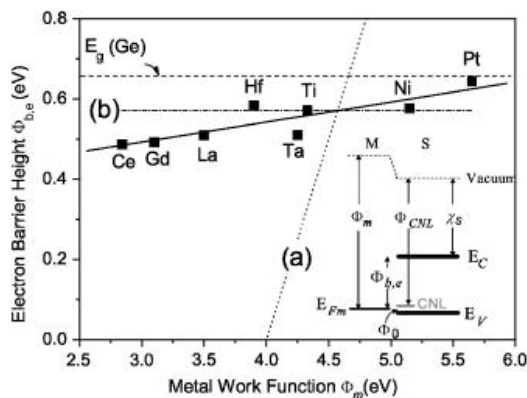 0.8
0.6
0.4
0.2
0.0
Electron Barrier Height Φb,e (eV)
Eg (Ge)
(b)
Hf
Ti
Ni
Pt
Ce
Gd
La
Ta
(a)
M S
Vacuum
Φm
ΦCNL
χs
Φb,e
EC
EFm
CNL
EV
Φ0
2.5 3.0 3.5 4.0 4.5 5.0 5.5 6.0
Metal Work Function Φm(eV)